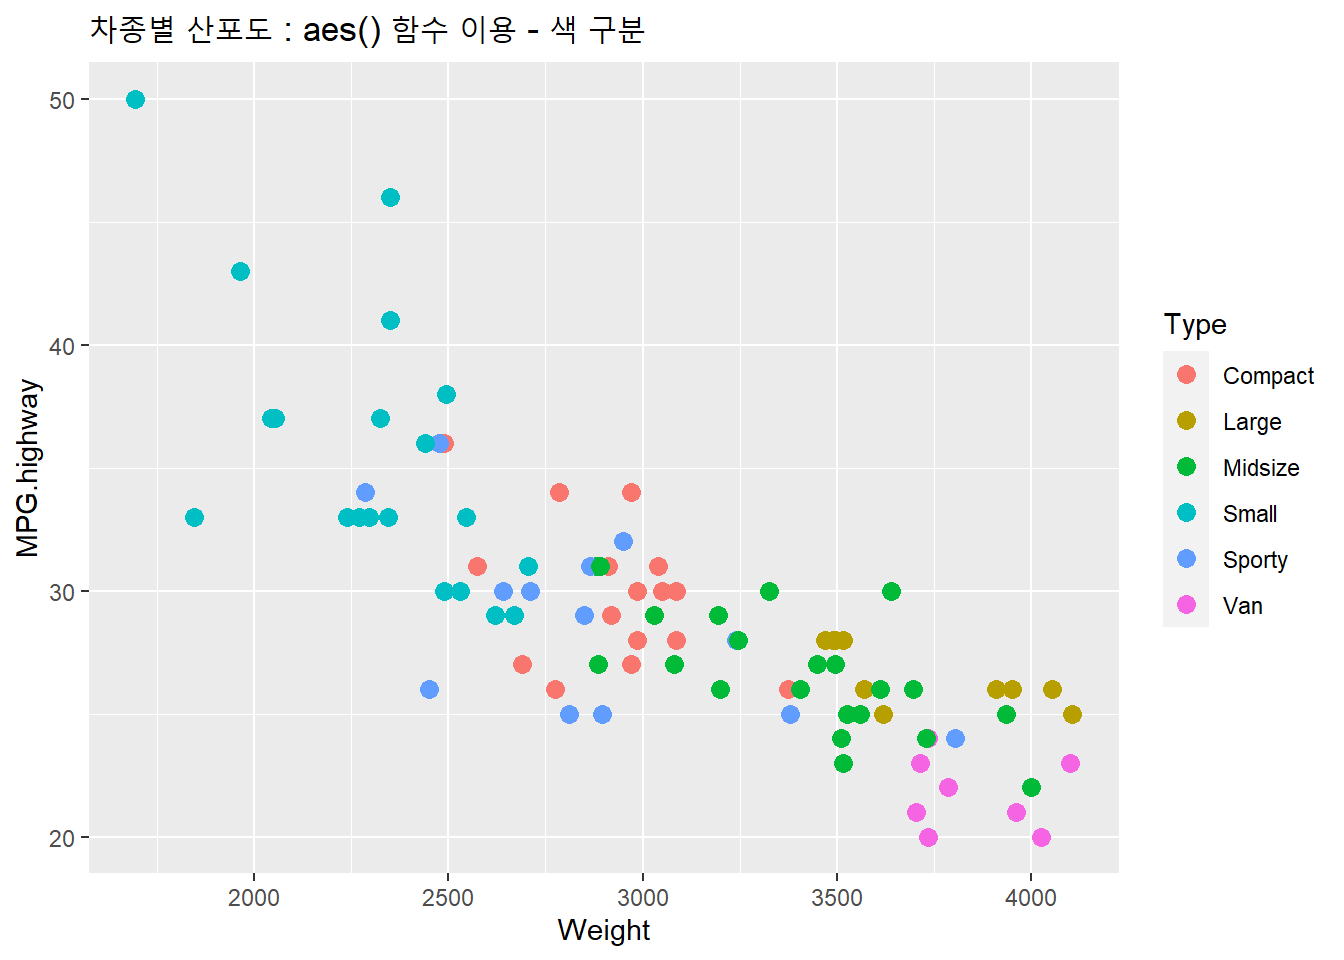 차종별 산포도 : aes() 함수 이용 - 색 구분
50
40
30
20
MPG.highway
2000 2500 3000 3500 4000
Weight
Type
Compact
Large
Midsize
Small
Sporty
Van